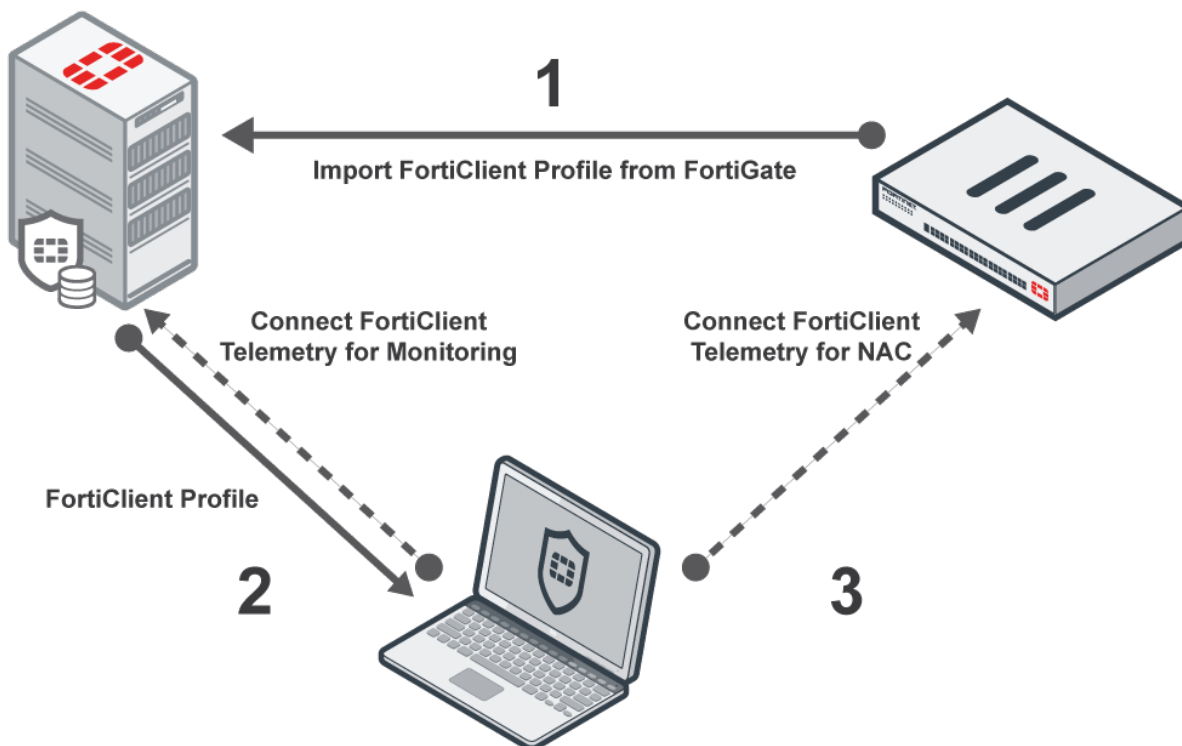 1
Import FortiClient Profile from FortiGate
FORTINET
Connect FortiClient
Telemetry for Monitoring
Connect FortiClient
Telemetry for NAC
FortiClient Profile
2
3